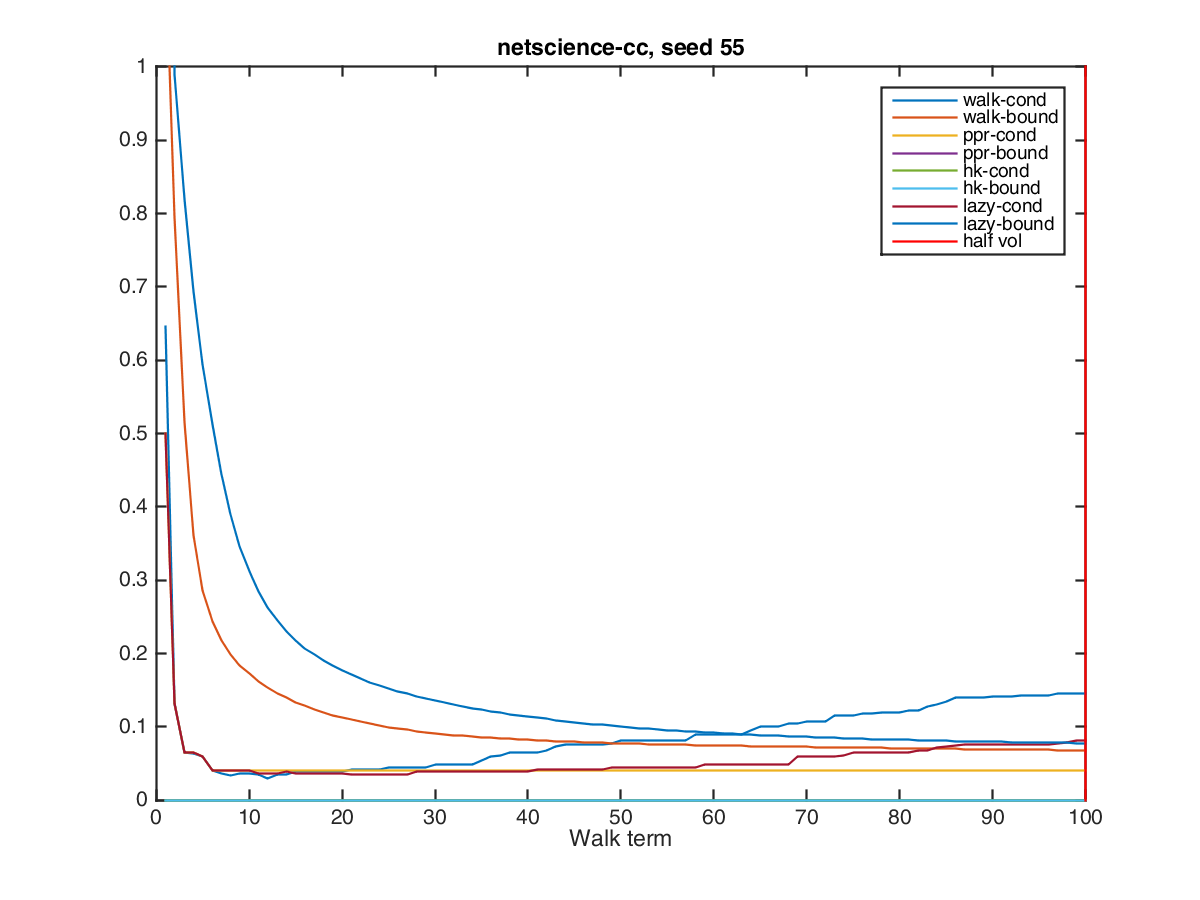 netscience-cc, seed 55
1
0.9
0.8
0.7
0.6
0.5
0.4
0.3
0.2
0.1
0
walk-cond
walk-bound
ppr-cond
ppr-bound
hk-cond
hk-bound
lazy-cond
lazy-bound
half vol
0 10 20 30 40 50 60 70 80 90 100
Walk term